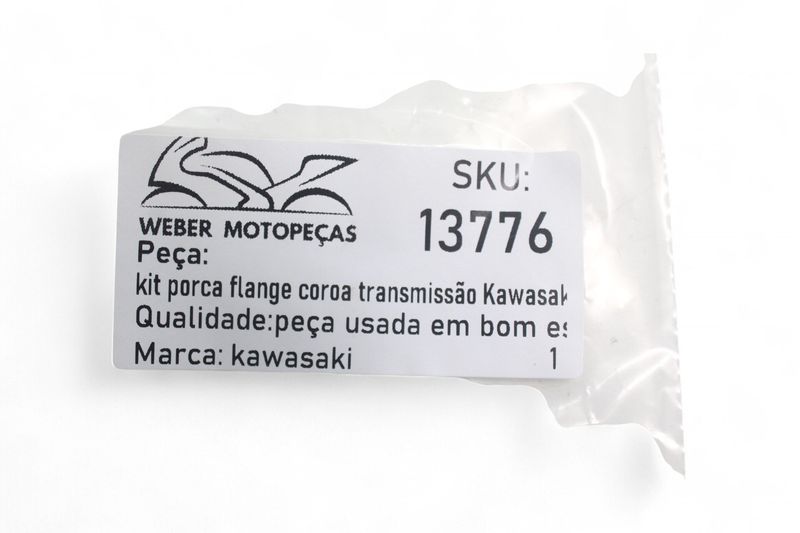 WEBER MOTOPEÇAS
SKU:
13776
Peça:
kit porca flange coroa transmissão Kawasak
Qualidade:peça usada em bom es
Marca: kawasaki 1